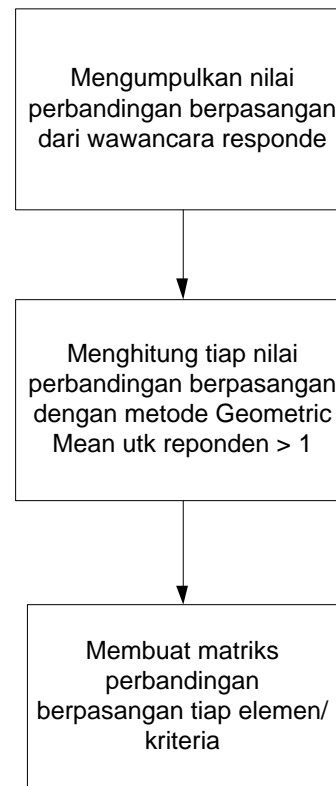 Mengumpulkan nilai
perbandingan berpasangan
dari wawancara responde
Menghitung tiap nilai
perbandingan berpasangan
dengan metode Geometric
Mean utk reponden > 1
Membuat matriks
perbandingan
berpasangan tiap elemen/
kriteria